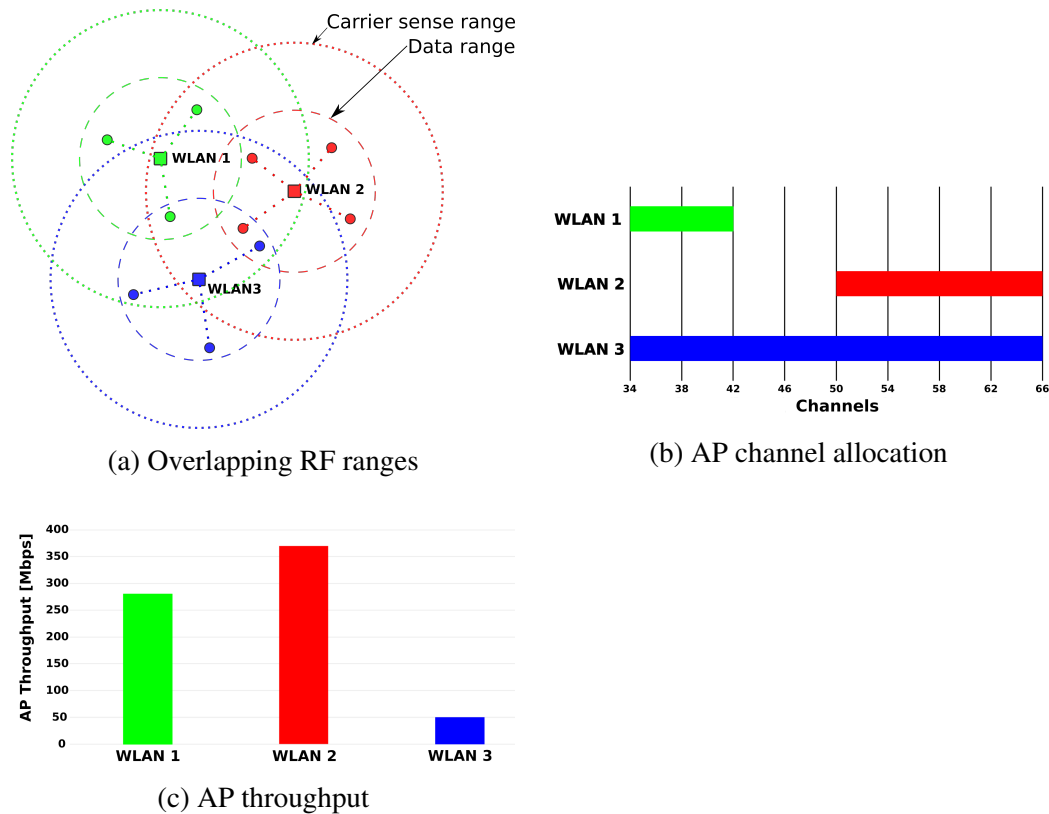 Carrier sense range
Data range
WLAN 1
WLAN 2
WLAN3
(a) Overlapping RF ranges
WLAN 1
WLAN 2
WLAN 3
34 38 42 46 50 54 58 62 66
Channels
(b) AP channel allocation
AP Throughput [Mbps]
400
350
300
250
200
150
100
50
0
WLAN 1 WLAN 2 WLAN 3
(c) AP throughput